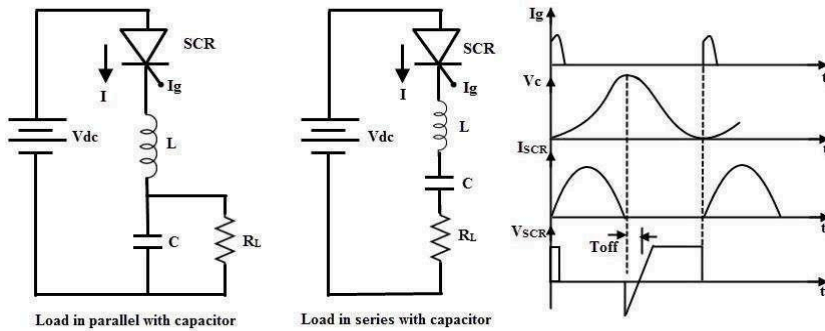 SCR
I
Ig
Vdc
L
C
RL
Load in parallel with capacitor
SCR
I
Ig
Vdc
L
C
RL
Load in series with capacitor
Ig
t
Vc
t
ISCR
t
VSCR
Toff
t